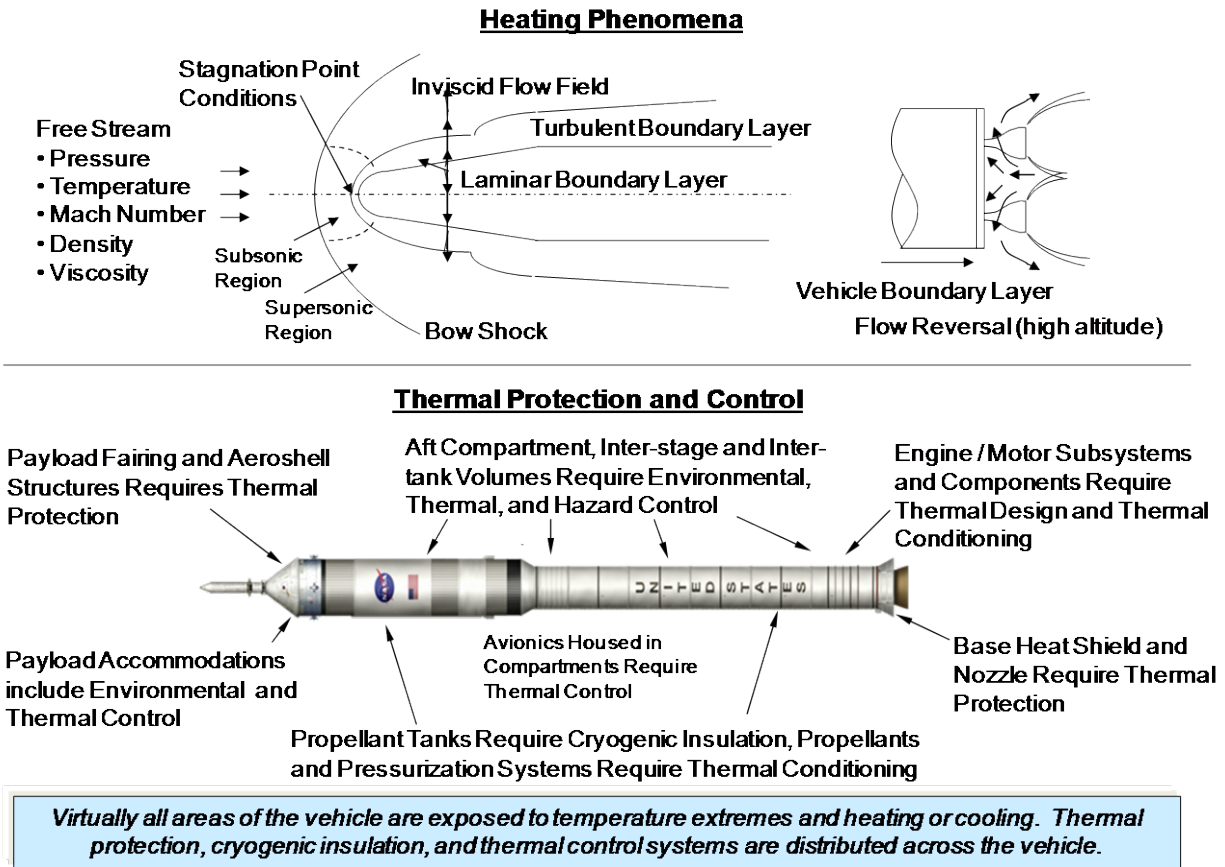 Heating Phenomena
Stagnation Point
Conditions
Inviscid Flow Field
Free Stream
• Pressure
• Temperature
• Mach Number
• Density
• Viscosity
Turbulent Boundary Layer
Laminar Boundary Layer
Subsonic
Region
Supersonic
Region
Bow Shock
Vehicle Boundary Layer
Flow Reversal (high altitude)
Thermal Protection and Control
Payload Fairing and Aeroshell
Structures Requires Thermal
Protection
Aft Compartment, Inter-stage and Inter-
tank Volumes Require Environmental,
Thermal, and Hazard Control
Engine / Motor Subsystems
and Components Require
Thermal Design and Thermal
Conditioning
NASA
UNITED STATES
Payload Accommodations
include Environmental and
Thermal Control
Avionics Housed in
Compartments Require
Thermal Control
Base Heat Shield and
Nozzle Require Thermal
Protection
Propellant Tanks Require Cryogenic Insulation, Propellants
and Pressurization Systems Require Thermal Conditioning
Virtually all areas of the vehicle are exposed to temperature extremes and heating or cooling. Thermal
protection, cryogenic insulation, and thermal control systems are distributed across the vehicle.